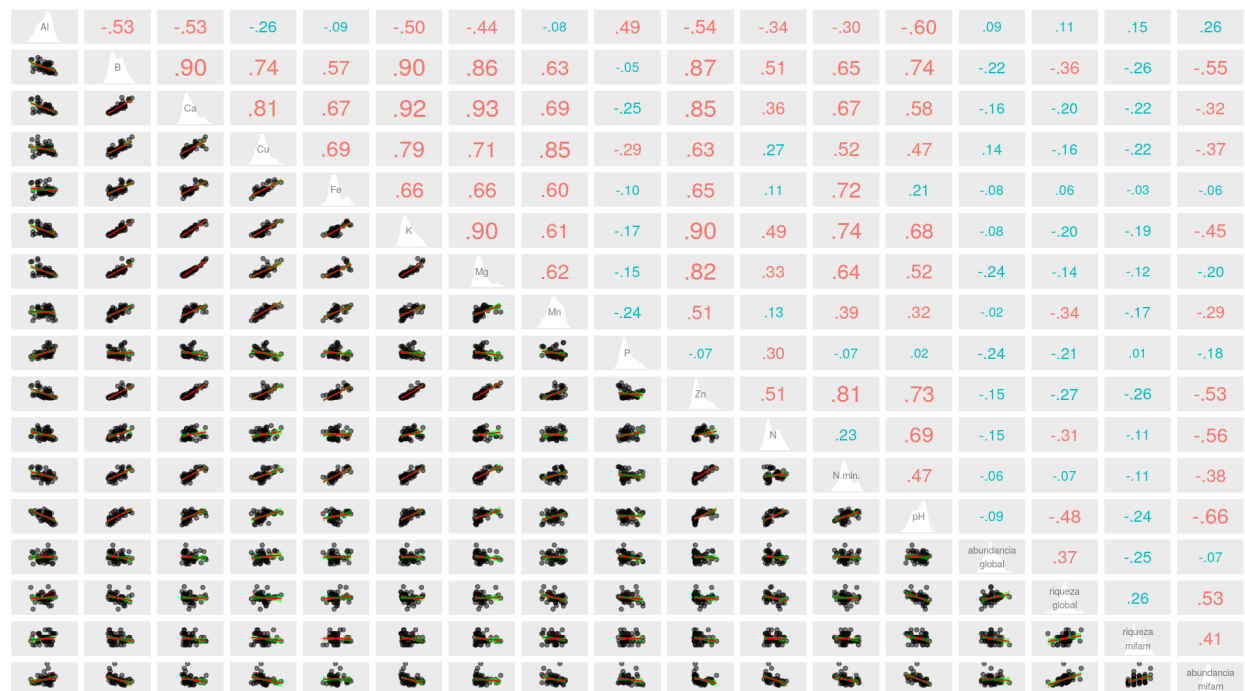 Al -.53 -.53 -.26 -.09 -.50 -.44 -.08 .49 -.54 -.34 -.30 -.60 .09 .11 .15 .26
B .90 .74 .57 .90 .86 .63 -.05 .87 .51 .65 .74 -.22 -.36 -.26 -.55
Ca .81 .67 .92 .93 .69 -.25 .85 .36 .67 .58 -.16 -.20 -.22 -.32
Cu .69 .79 .71 .85 -.29 .63 .27 .52 .47 .14 -.16 -.22 -.37
Fe .66 .66 .60 -.10 .65 .11 .72 .21 -.08 .06 -.03 -.06
K .90 .61 -.17 .90 .49 .74 .68 -.08 -.20 -.19 -.45
Mg .62 -.15 .82 .33 .64 .52 -.24 -.14 -.12 -.20
Mn -.24 .51 .13 .39 .32 -.02 -.34 -.17 -.29
P -.07 .30 -.07 .02 -.24 -.21 .01 -.18
Zn .51 .81 .73 -.15 -.27 -.26 -.53
N .23 .69 -.15 -.31 -.11 -.56
N.min. .47 -.06 -.07 -.11 -.38
pH -.09 -.48 -.24 -.66
abundancia
global
.37 -.25 -.07
riqueza
global
.26 .53
riqueza
mifam
.41
abundancia
mifam